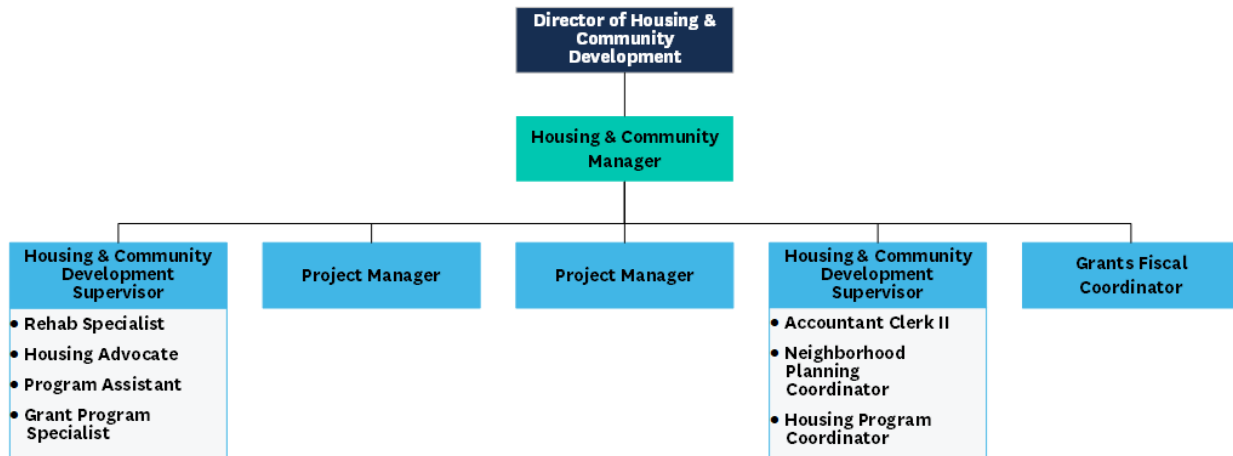 Director of Housing &
Community
Development
Housing & Community
Manager
Housing & Community
Development
Supervisor
• Rehab Specialist
• Housing Advocate
• Program Assistant
• Grant Program
Specialist
Project Manager
Project Manager
Housing & Community
Development
Supervisor
• Accountant Clerk II
• Neighborhood
Planning
Coordinator
• Housing Program
Coordinator
Grants Fiscal
Coordinator